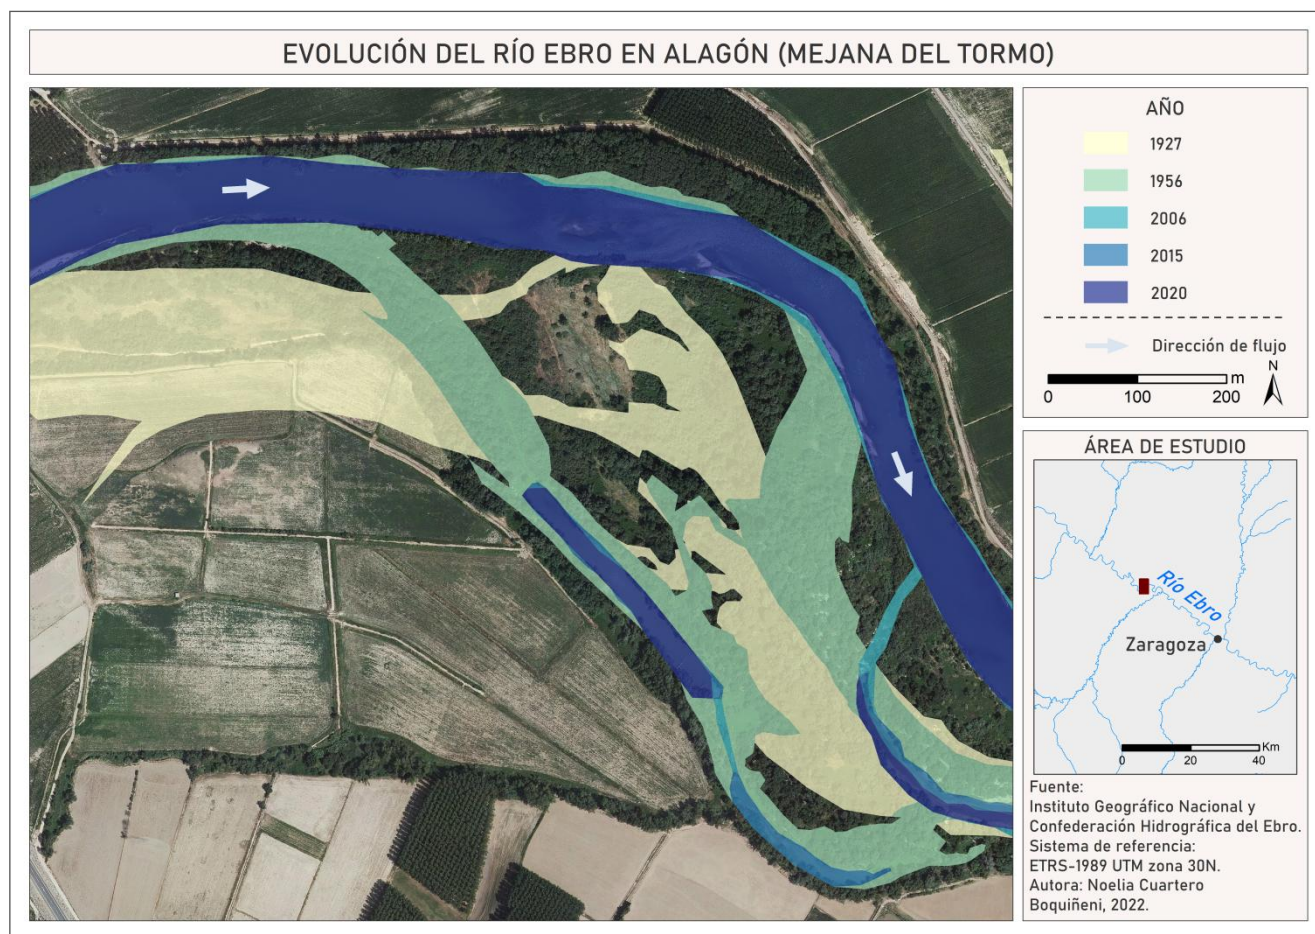 EVOLUCIÓN DEL RÍO EBRO EN ALAGÓN (MEJANA DEL TORMO)
AÑO
1927
1956
2006
2015
2020
Dirección de flujo
N
m
0 100 200
ÁREA DE ESTUDIO
Río Ebro
Zaragoza
Km
0 20 40
Fuente:
Instituto Geográfico Nacional y
Confederación Hidrográfica del Ebro.
Sistema de referencia:
ETRS-1989 UTM zona 30N.
Autora: Noelia Cuartero
Boquiñeni, 2022.